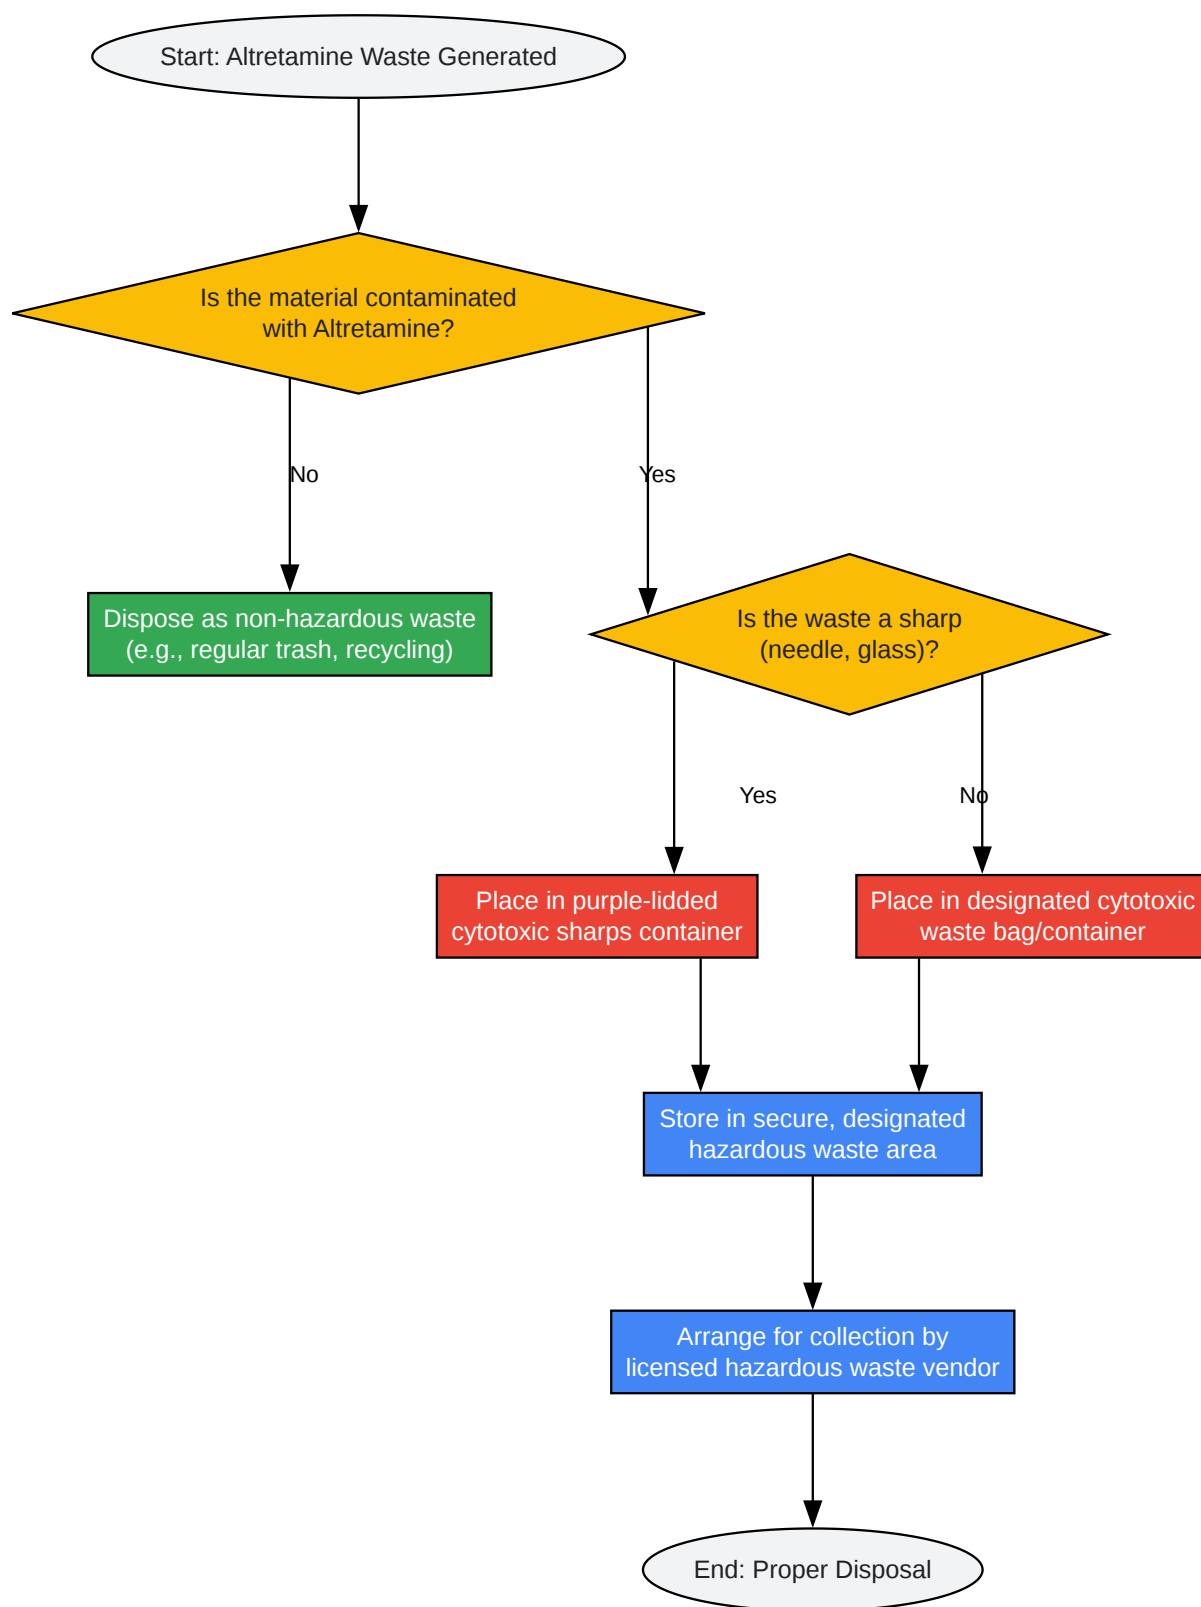 Start: Altretamine Waste Generated
Is the material contaminated
with Altretamine?
No
Yes
Dispose as non-hazardous waste
(e.g., regular trash, recycling)
Is the waste a sharp
(needle, glass)?
Yes
No
Place in purple-lidded
cytotoxic sharps container
Place in designated cytotoxic
waste bag/container
Store in secure, designated
hazardous waste area
Arrange for collection by
licensed hazardous waste vendor
End: Proper Disposal